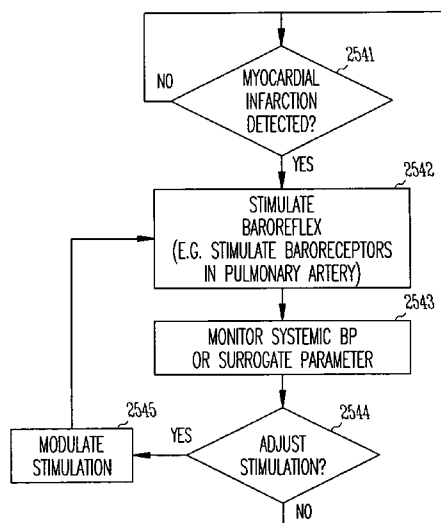 2541
NO
MYOCARDIAL
INFARCTION
DETECTED?
YES
2542
STIMULATE
BAROREFLEX
(E.G. STIMULATE BARORECEPTORS
IN PULMONARY ARTERY)
2543
MONITOR SYSTEMIC BP
OR SURROGATE PARAMETER
2545
2544
MODULATE
STIMULATION
YES
ADJUST
STIMULATION?
NO